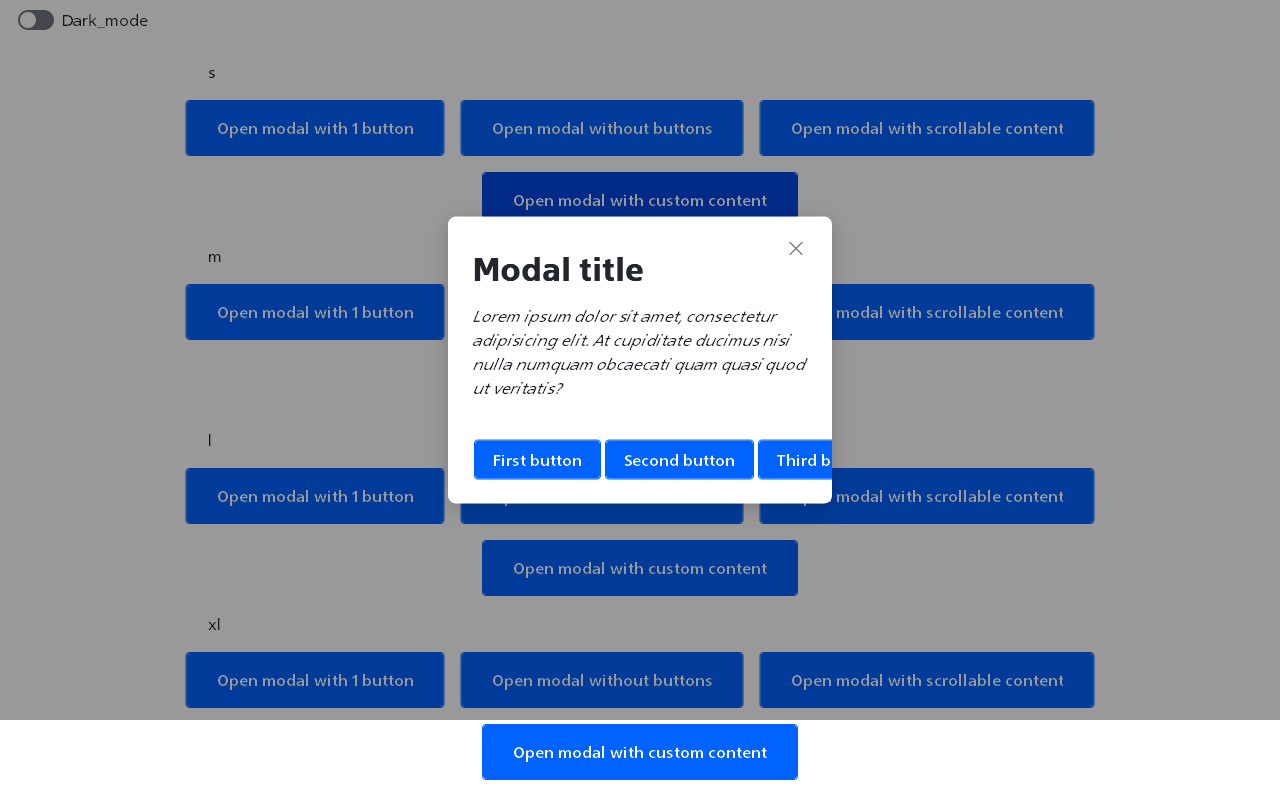 Dark_mode
s
Open modal with 1 button
Open modal without buttons
Open modal with scrollable content
Open modal with custom content
Modal title
Lorem ipsum dolor sit amet, consectetur
adipisicing elit. At cupiditate ducimus nisi
nulla numquam obcaecati quam quasi quod
ut veritatis?
First button
Second button
Third b
m
Open modal with 1 button
modal with scrollable content
l
Open modal with 1 button
modal with scrollable content
Open modal with custom content
xl
Open modal with 1 button
Open modal without buttons
Open modal with scrollable content
Open modal with custom content